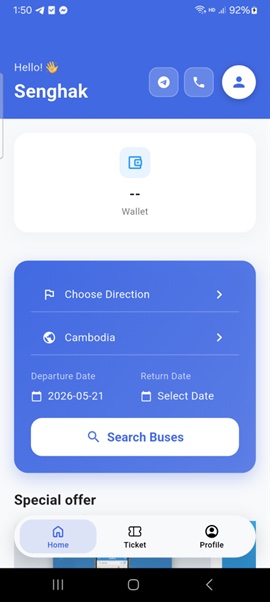 1:50
HD
92%
Hello! 👋
Senghak
--
Wallet
Choose Direction
Cambodia
Departure Date
Return Date
2026-05-21
Select Date
Search Buses
Special offer
Home
Ticket
Profile